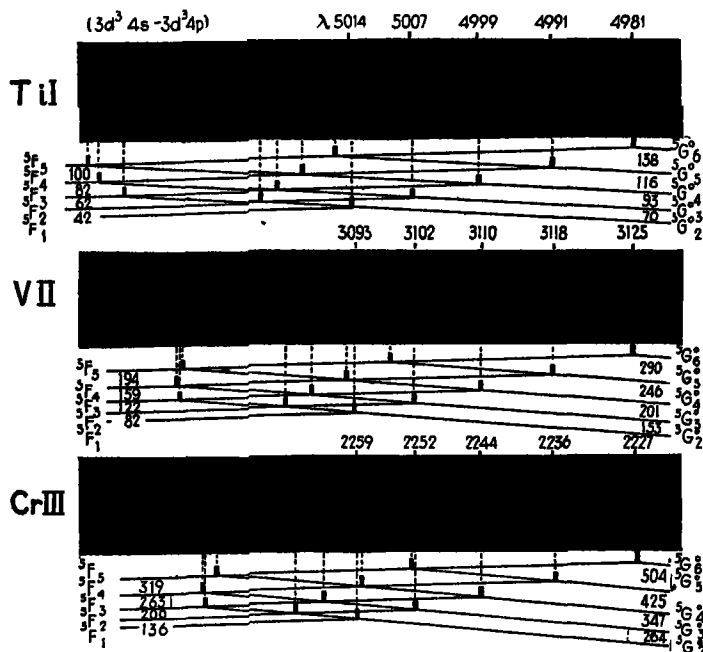 (3d³ 4s -3d³4p) λ 5014 5007 4999 4991 4981
Ti I
⁵F₅ 138 ⁵G°₆
100 ⁵F₄ 116 ⁵G°₅
82 ⁵F₃ 93 ⁵G°₄
62 ⁵F₂ 70 ⁵G°₃
42 ⁵F₁ ⁵G°₂
3093 3102 3110 3118 3125
V II
⁵F₅ 290 ⁵G°₆
194 ⁵F₄ 246 ⁵G°₅
159 ⁵F₃ 201 ⁵G°₄
122 ⁵F₂ 153 ⁵G°₃
82 ⁵F₁ ⁵G°₂
2259 2252 2244 2236 2227
Cr III
⁵F₅ 504 ⁵G°₆
319 ⁵F₄ 425 ⁵G°₅
263 ⁵F₃ 347 ⁵G°₄
208 ⁵F₂ 264 ⁵G°₃
136 ⁵F₁ ⁵G°₂